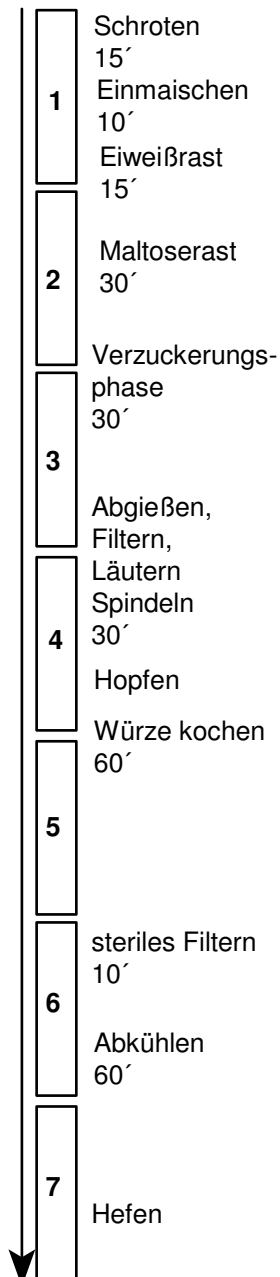 Schroten
15´
1
Einmaischen
10´
Eiweißrast
15´
2
Maltoserast
30´
Verzuckerungs-
phase
30´
3
Abgießen,
Filtern,
Läutern
Spindeln
30´
4
Hopfen
Würze kochen
60´
5
steriles Filtern
10´
6
Abkühlen
60´
7
Hefen